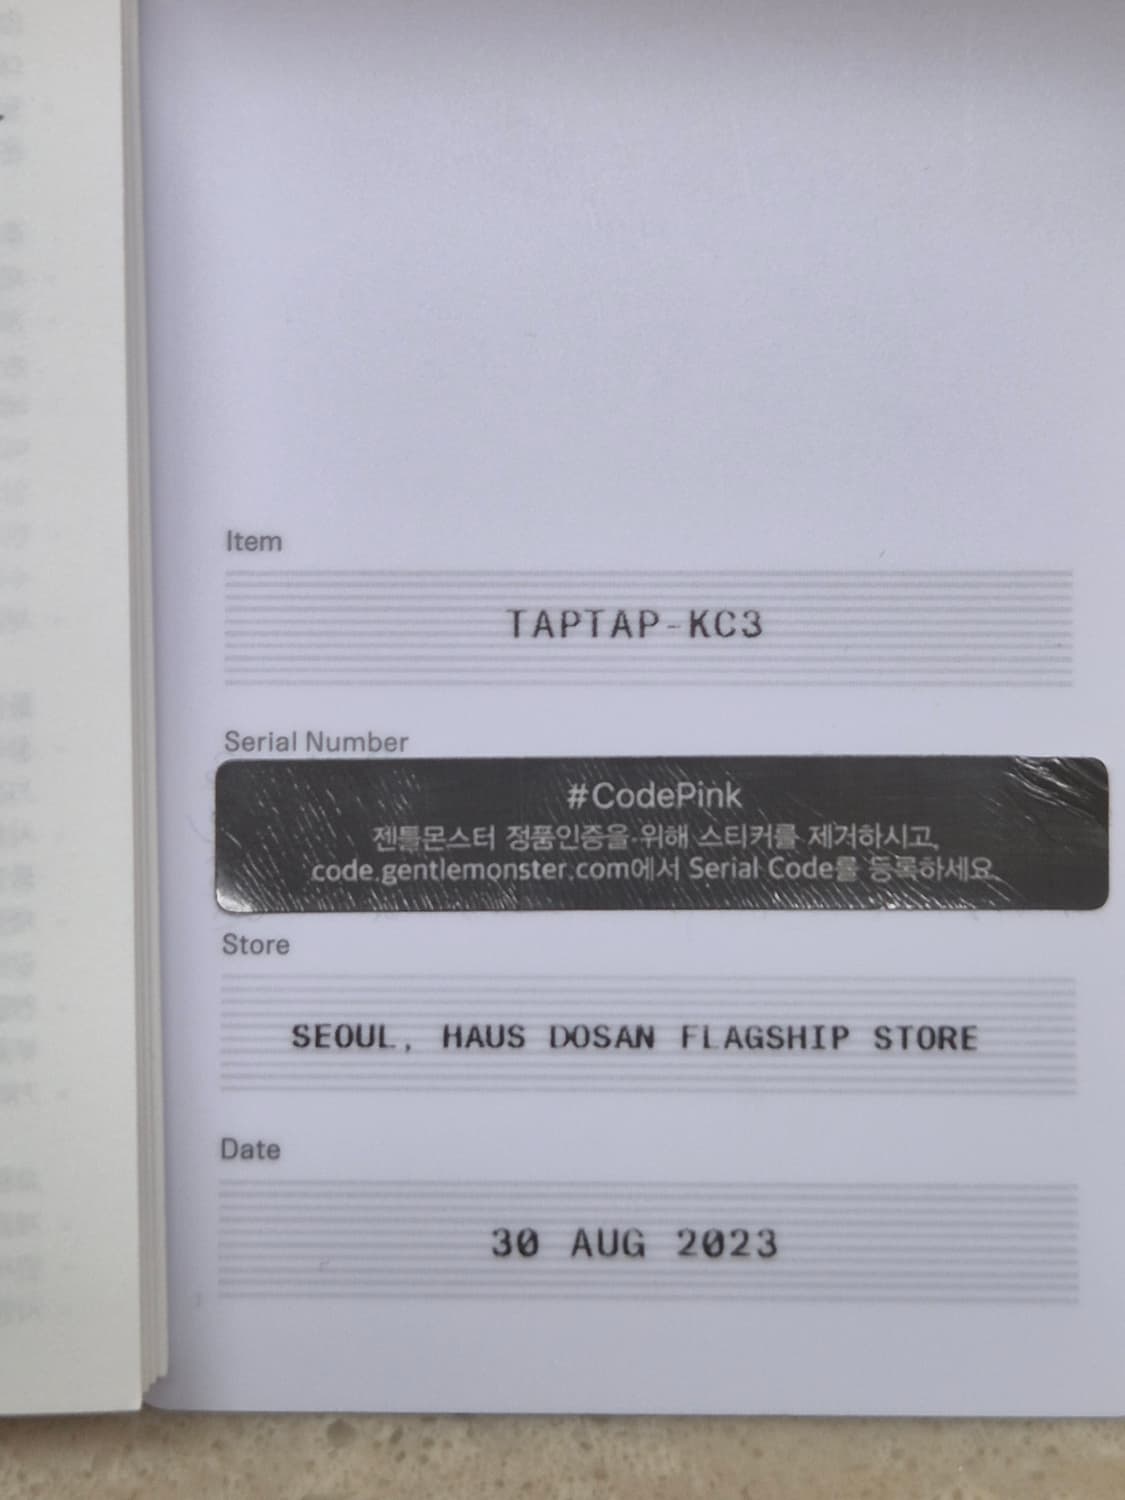 Item
TAPTAP-KC3
Serial Number
#CodePink
젠틀몬스터 정품인증을 위해 스티커를 제거하시고,
code.gentlemonster.com에서 Serial Code를 등록하세요.
Store
SEOUL, HAUS DOSAN FLAGSHIP STORE
Date
30 AUG 2023